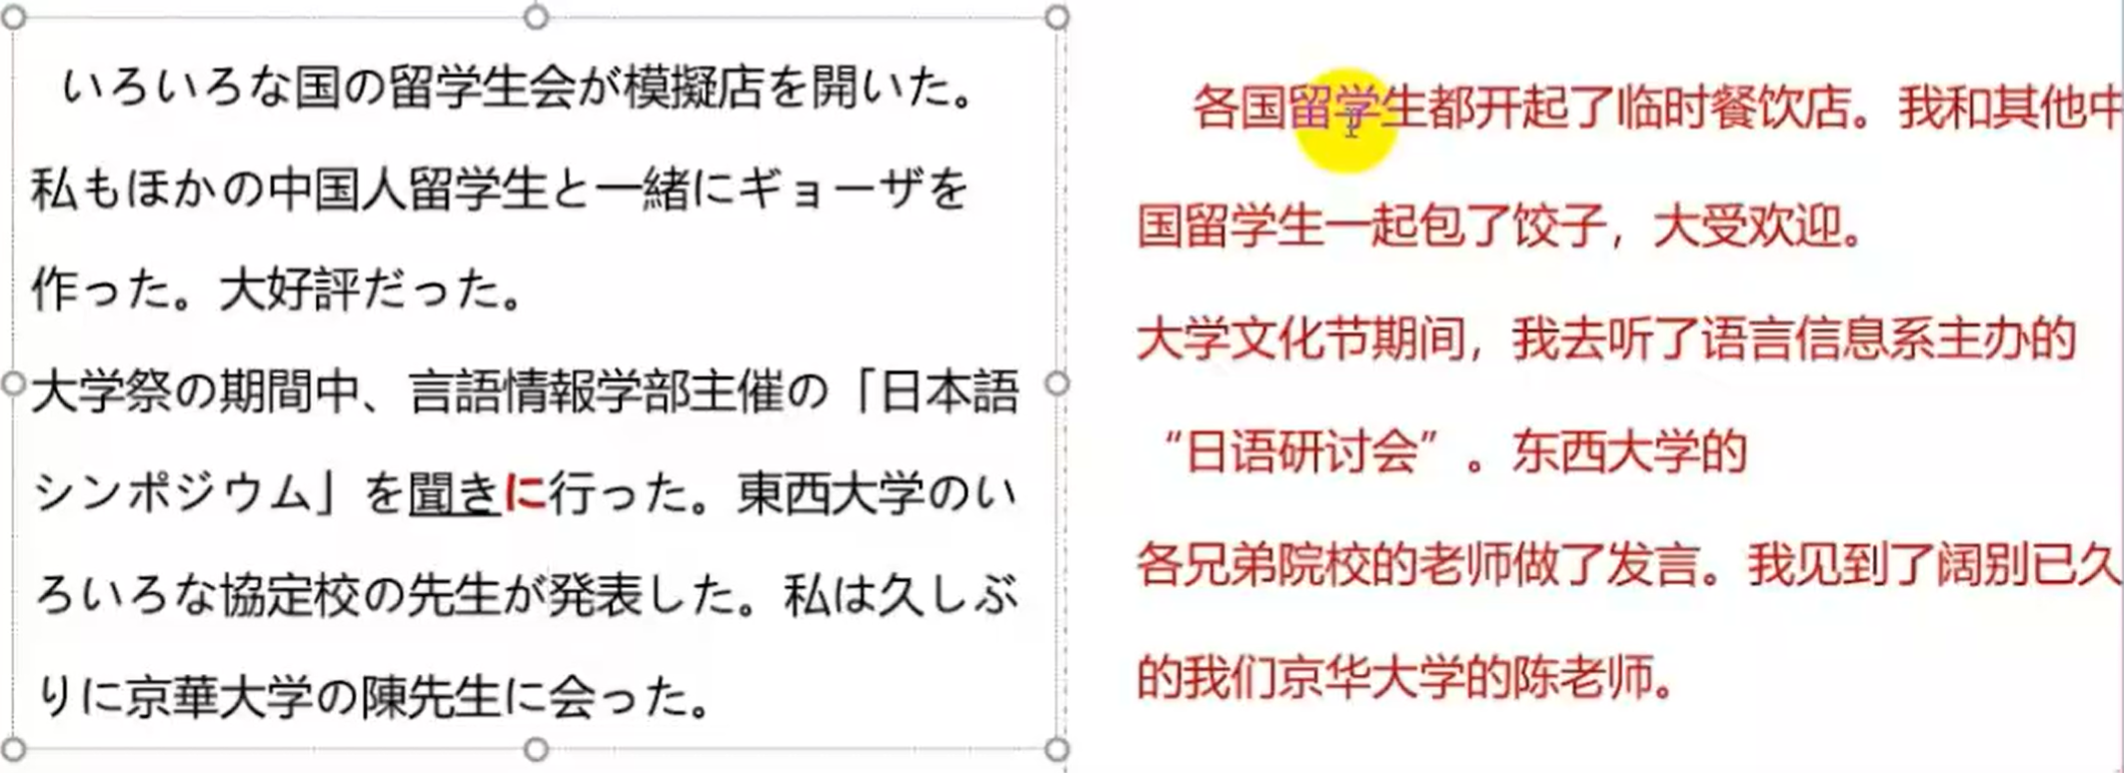 いろいろな国の留学生会が模擬店を開いた。
私もほかの中国人留学生と一緒にギョーザを
作った。大好評だった。
大学祭の期間中、言語情報学部主催の「日本語
シンポジウム」を聞きに行った。東西大学のい
ろいろな協定校の先生が発表した。私は久しぶ
りに京華大学の陳先生に会った。
各国留学生都开起了临时餐饮店。我和其他中
国留学生一起包了饺子，大受欢迎。
大学文化节期间，我去听了语言信息系主办的
“日语研讨会”。东西大学的
各兄弟院校的老师做了发言。我见到了阔别已久
的我们京华大学的陈老师。